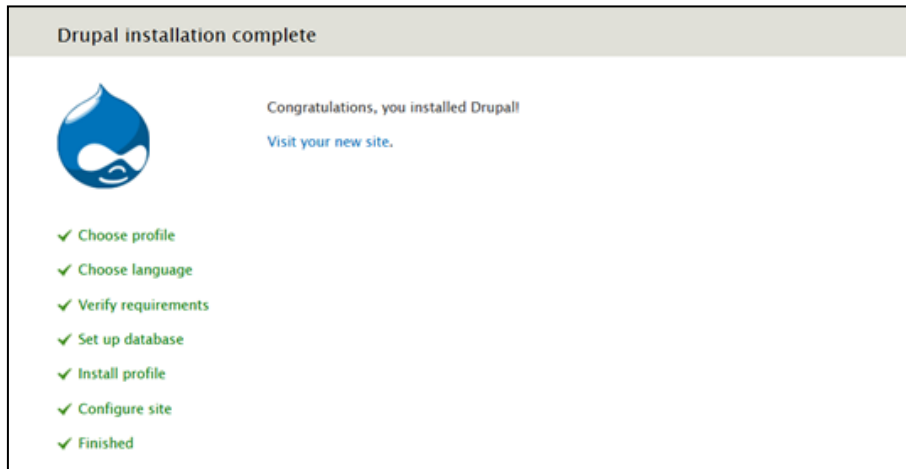 Drupal installation complete
Congratulations, you installed Drupal!
Visit your new site.
✔ Choose profile
✔ Choose language
✔ Verify requirements
✔ Set up database
✔ Install profile
✔ Configure site
✔ Finished